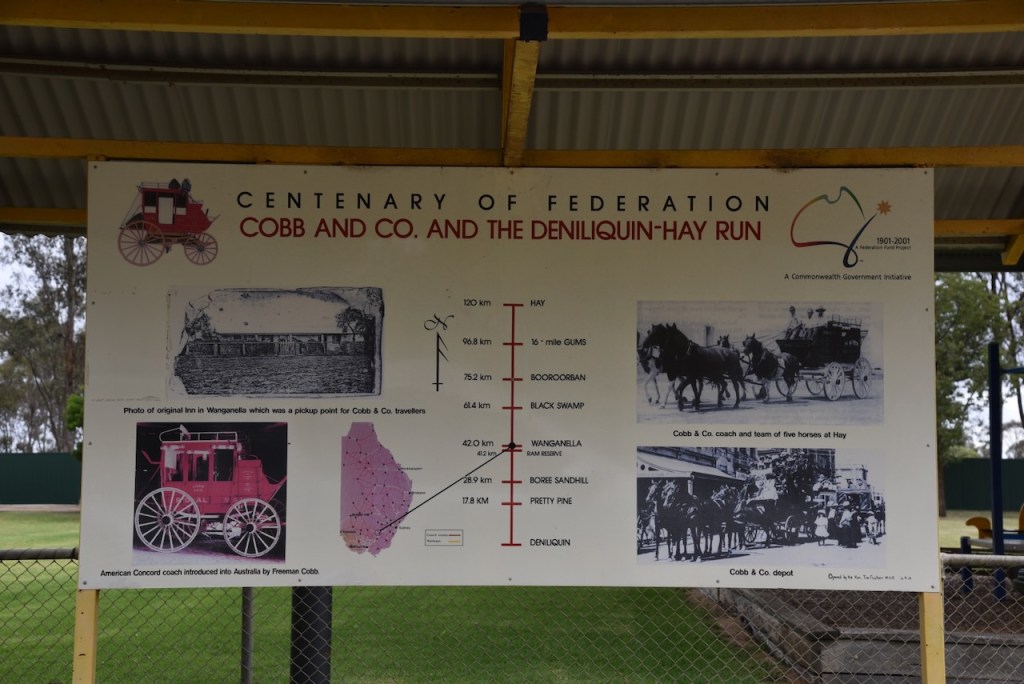 CENTENARY OF FEDERATION
COBB AND CO. AND THE DENILIQUIN-HAY RUN
1901-2001
A Federation Fund Project
A Commonwealth Government Initiative
Photo of original Inn in Wanganella which was a pickup point for Cobb & Co. travellers
American Concord coach introduced into Australia by Freeman Cobb.
120 km HAY
96.8 km 16 - mile GUMS
75.2 km BOOROORBAN
61.4 km BLACK SWAMP
42.0 km WANGANELLA
41.2 km RAM RESERVE
28.9 km BOREE SANDHILL
17.8 KM PRETTY PINE
DENILIQUIN
Cobb & Co. coach and team of five horses at Hay
Cobb & Co. depot